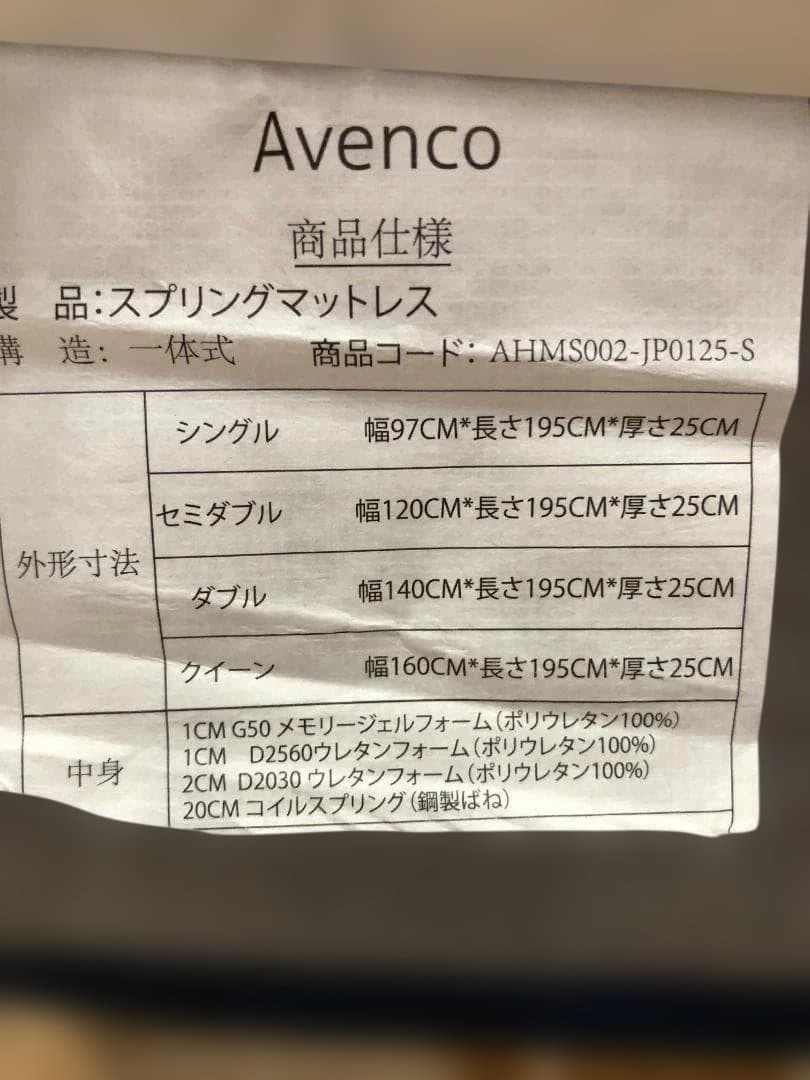 Avenco
商品仕様
製 品：スプリングマットレス
構 造： 一体式 商品コード： AHMS002-JP0125-S
外形寸法
シングル 幅97CM*長さ195CM*厚さ25CM
セミダブル 幅120CM*長さ195CM*厚さ25CM
ダブル 幅140CM*長さ195CM*厚さ25CM
クイーン 幅160CM*長さ195CM*厚さ25CM
中身
1CM G50 メモリージェルフォーム（ポリウレタン100%）
1CM D2560ウレタンフォーム（ポリウレタン100%）
2CM D2030 ウレタンフォーム（ポリウレタン100%）
20CM コイルスプリング（鋼製ばね）